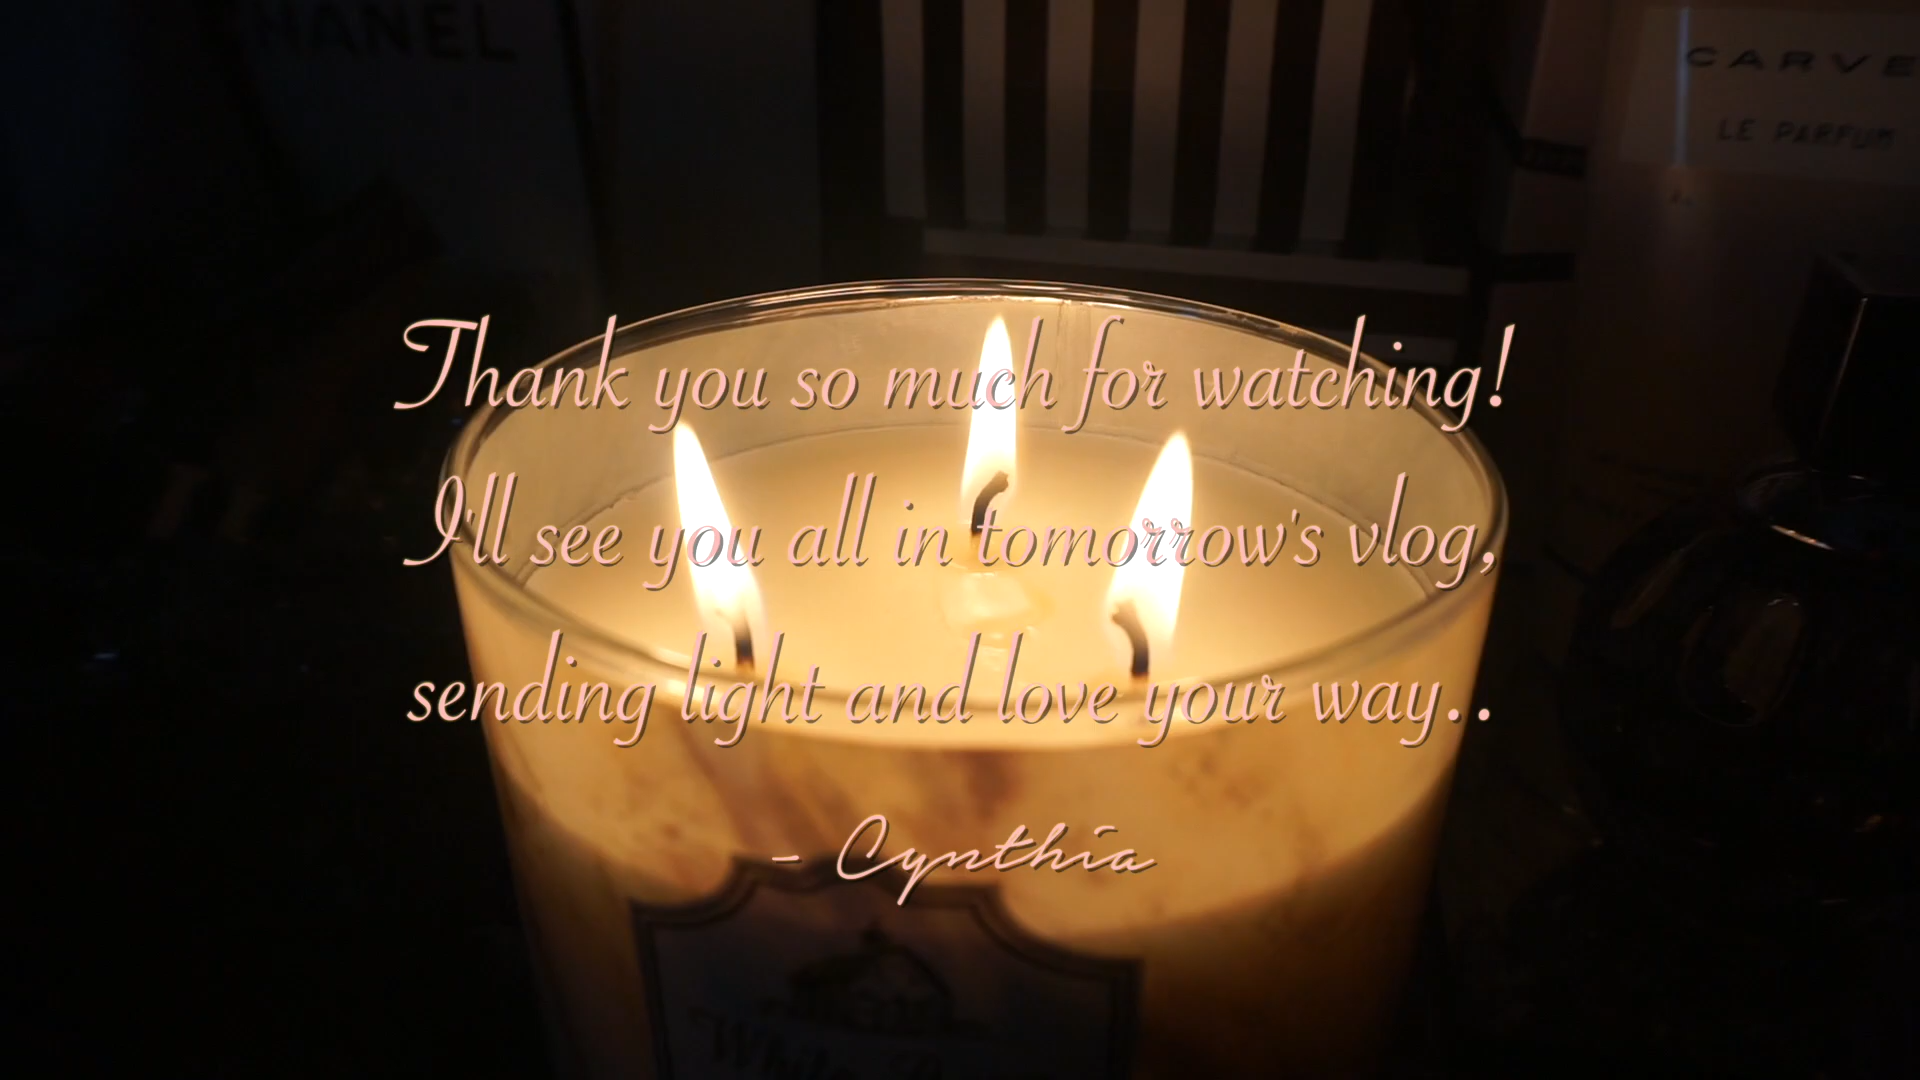 CARVE
LE PARFUM
Thank you so much for watching!
I'll see you all in tomorrow's vlog,
sending light and love your way..
- Cynthia
White